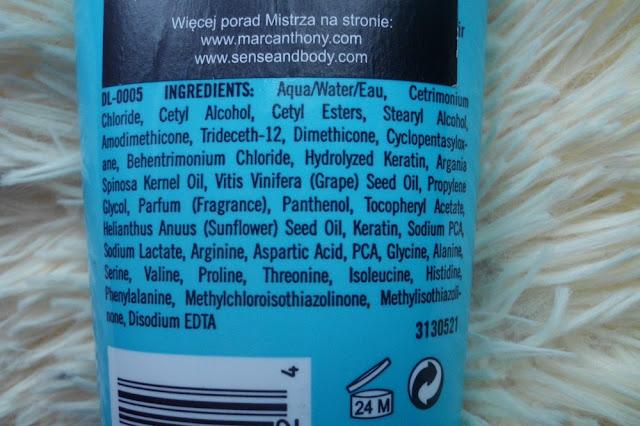 Więcej porad Mistrza na stronie:
www.marcanthony.com
www.senseandbody.com
DL-0005 INGREDIENTS: Aqua/Water/Eau, Cetrimonium
Chloride, Cetyl Alcohol, Cetyl Esters, Stearyl Alcohol,
Amodimethicone, Trideceth-12, Dimethicone, Cyclopentasylox-
ane, Behentrimonium Chloride, Hydrolyzed Keratin, Argania
Spinosa Kernel Oil, Vitis Vinifera (Grape) Seed Oil, Propylene
Glycol, Parfum (Fragrance), Panthenol, Tocopheryl Acetate,
Helianthus Anuus (Sunflower) Seed Oil, Keratin, Sodium PCA,
Sodium Lactate, Arginine, Aspartic Acid, PCA, Glycine, Alanine,
Serine, Valine, Proline, Threonine, Isoleucine, Histidine,
Phenylalanine, Methylchloroisothiazolinone, Methylisothiazoli-
none, Disodium EDTA
3130521
4
24 M